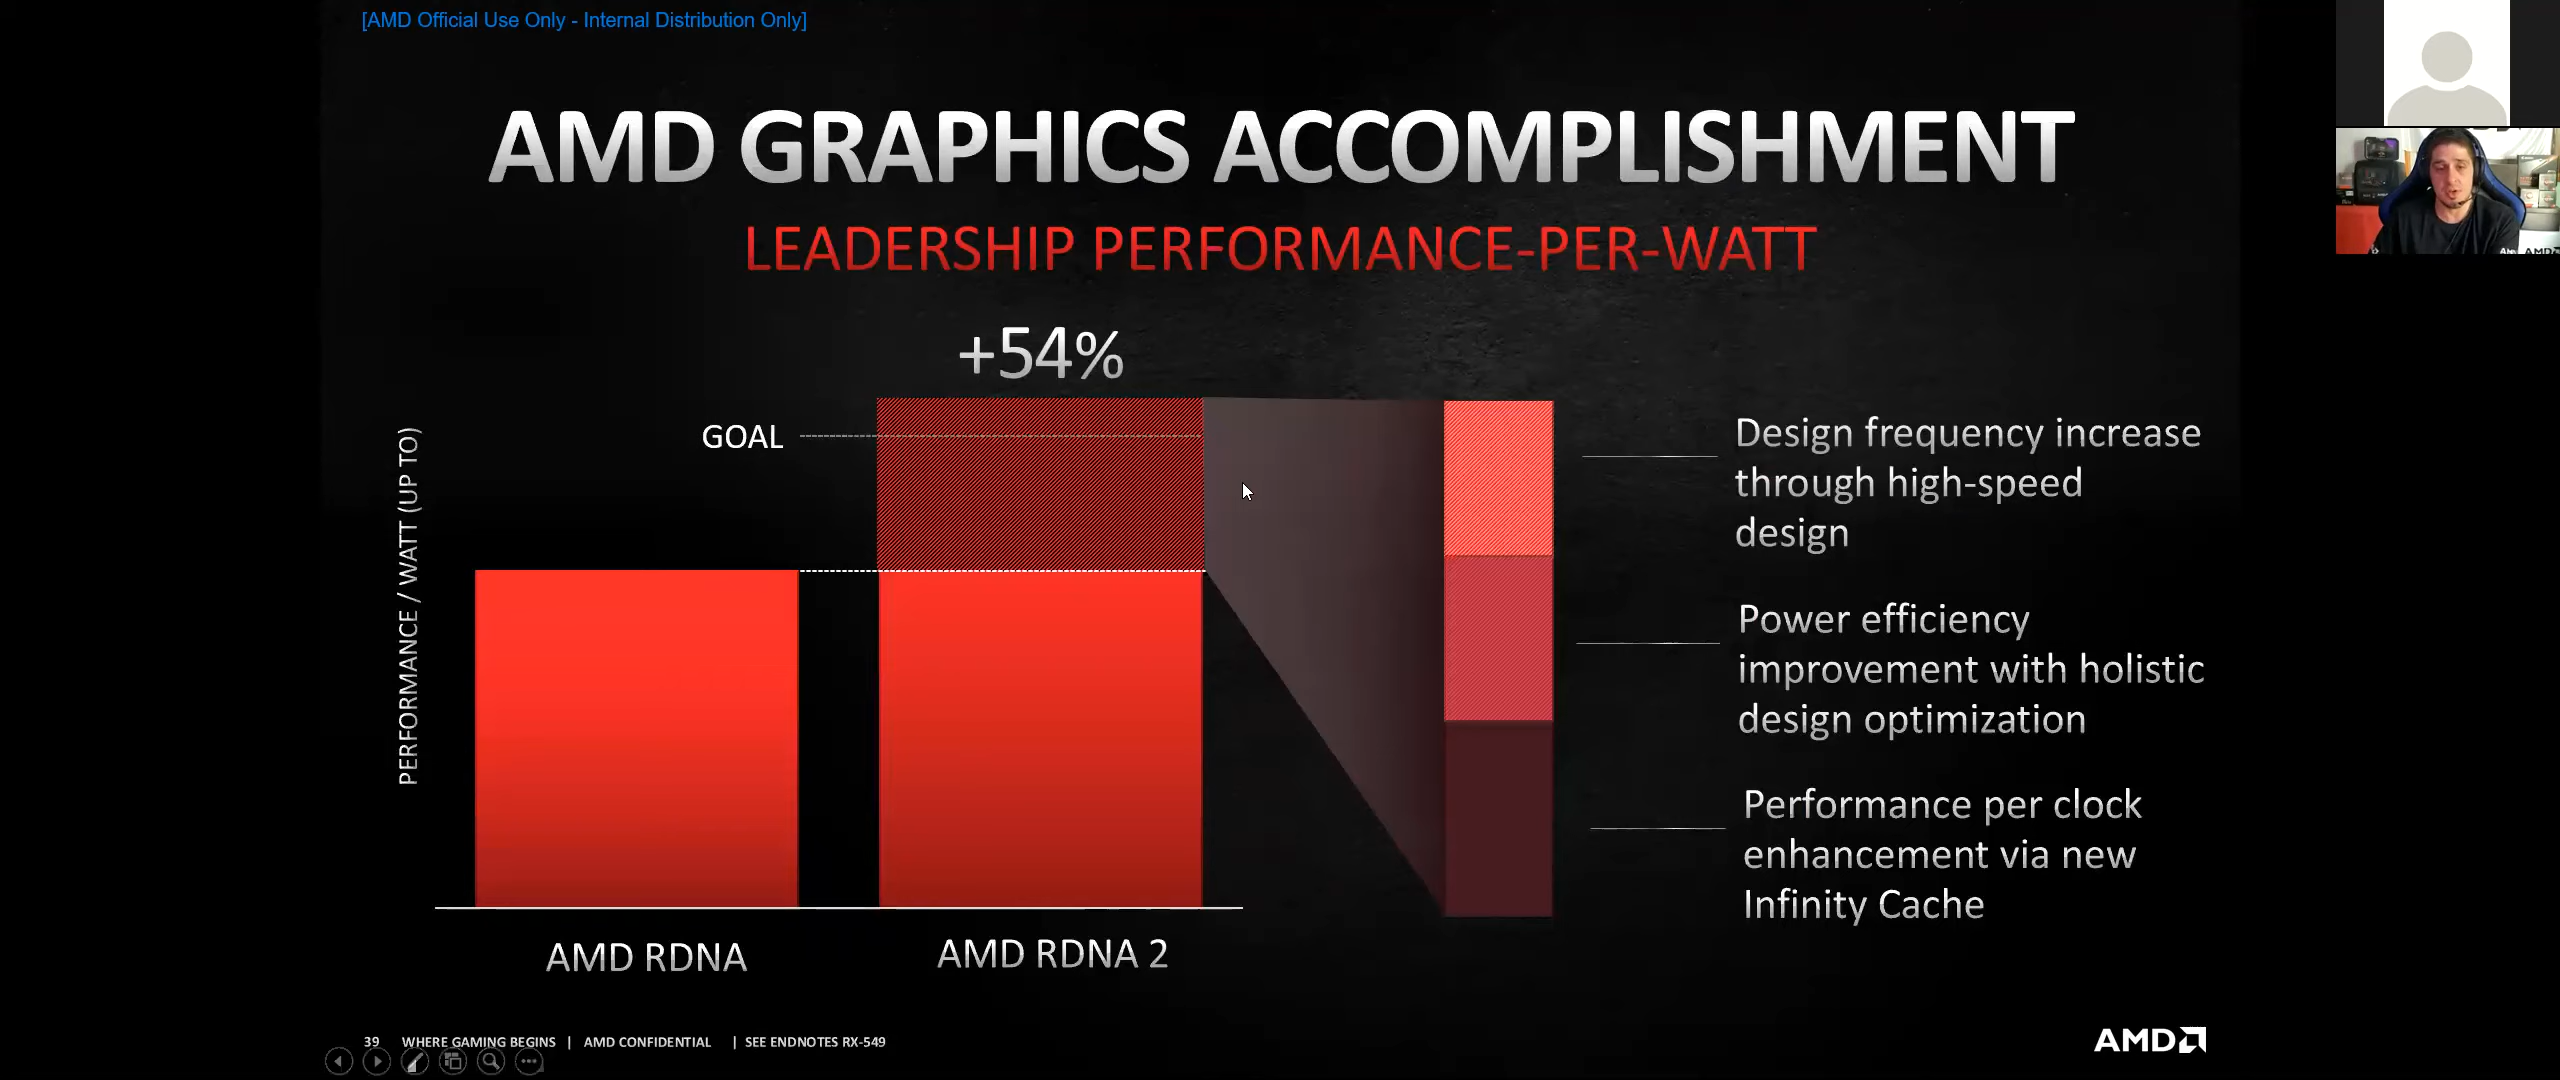 [AMD Official Use Only - Internal Distribution Only]
AMD GRAPHICS ACCOMPLISHMENT
LEADERSHIP PERFORMANCE-PER-WATT
+54%
GOAL
PERFORMANCE / WATT (UP TO)
Design frequency increase
through high-speed
design
Power efficiency
improvement with holistic
design optimization
Performance per clock
enhancement via new
Infinity Cache
AMD RDNA
AMD RDNA 2
39 WHERE GAMING BEGINS | AMD CONFIDENTIAL | SEE ENDNOTES RX-549
AMD